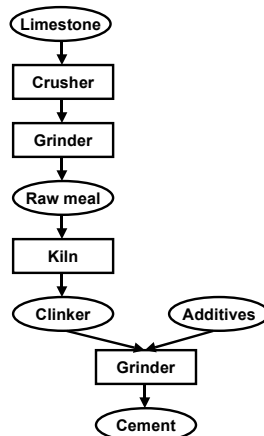 Limestone
Crusher
Grinder
Raw meal
Kiln
Clinker
Additives
Grinder
Cement